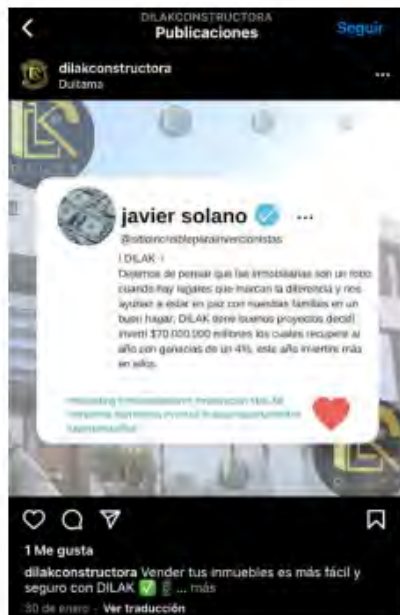 DILAKCONSTRUCTORA
Publicaciones
Seguir
dilakconstructora
Duitama
javier solano
@sitioincreibleparainvercionistas
! DILAK !
Dejemos de pensar que las inmobiliarias son un robo
cuando hay lugares que marcan la diferencia y nos
ayudan a estar en paz con nuestras familias en un
buen hogar, DILAK tiene buenos proyectos decidí
invertí $70.000.000 millones los cuales recuperé al
año con ganacias de un 4%, este año invertiré más
en ellos.
1 Me gusta
dilakconstructora Vender tus inmuebles es más fácil y
seguro con DILAK ... más
30 de enero · Ver traducción